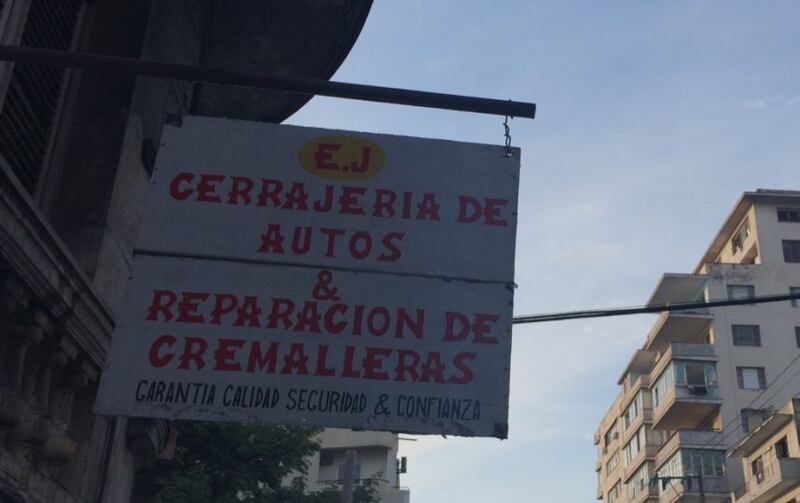 E.J
CERRAJERIA DE
AUTOS
&
REPARACION DE
CREMALLERAS
GARANTIA CALIDAD SEGURIDAD & CONFIANZA